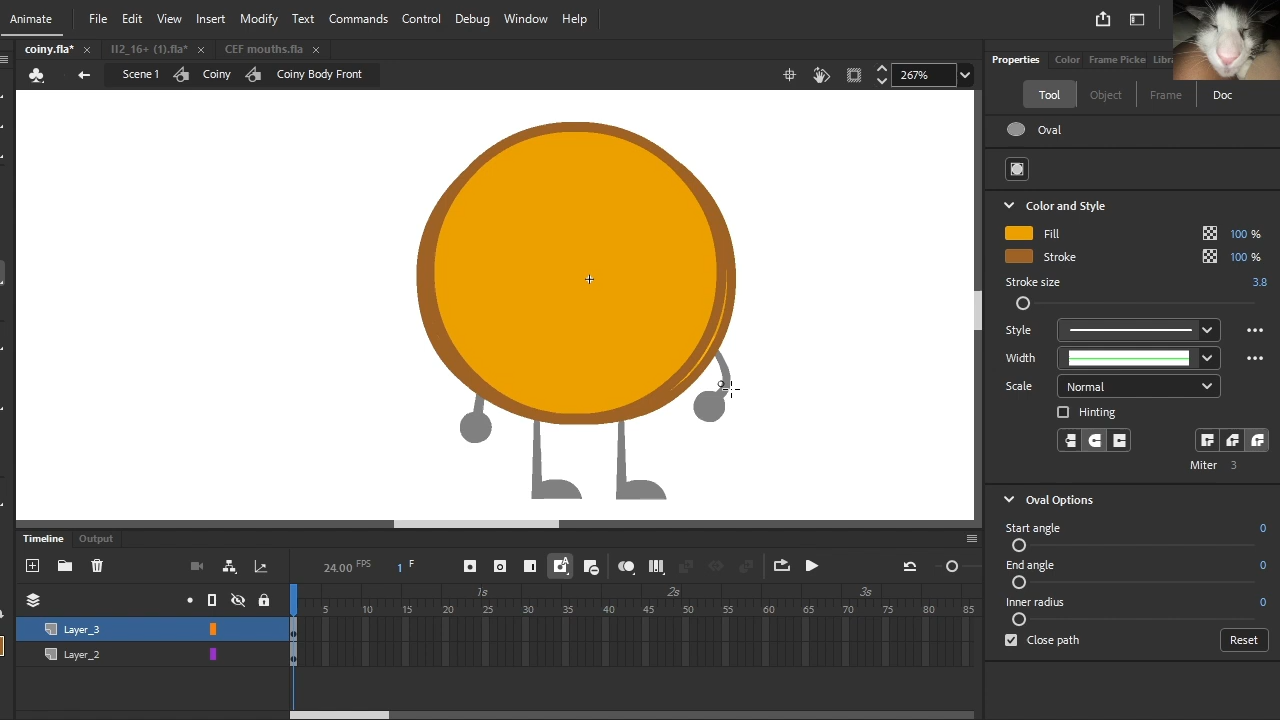 Animate File Edit View Insert Modify Text Commands Control Debug Window Help
coiny.fla* II2_16+ (1).fla* CEF mouths.fla
Scene 1 Coiny Coiny Body Front 267%
Properties Color Frame Picke Libra
Tool Object Frame Doc
Oval
Color and Style
Fill 100 %
Stroke 100 %
Stroke size 3.8
Style
Width
Scale Normal
Hinting
Miter 3
Oval Options
Start angle 0
End angle 0
Inner radius 0
Close path Reset
Timeline Output
24.00 FPS 1 F
1s 2s 3s
5 10 15 20 25 30 35 40 45 50 55 60 65 70 75 80 85
Layer_3
Layer_2